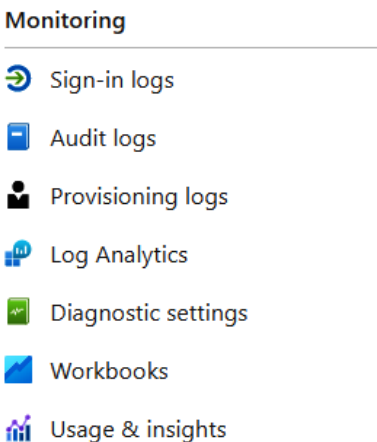 Monitoring
Sign-in logs
Audit logs
Provisioning logs
Log Analytics
Diagnostic settings
Workbooks
Usage & insights